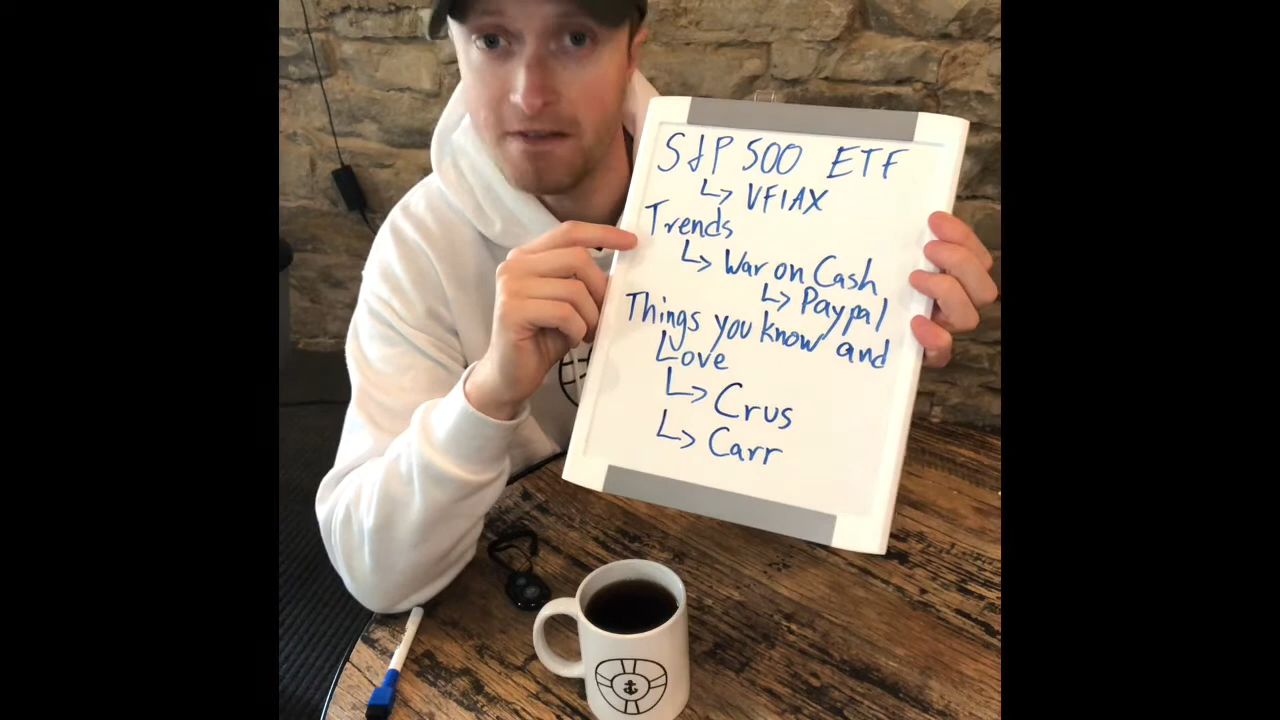 S&P 500 ETF
↳ VFIAX
Trends
↳ War on Cash
↳ Paypal
Things you know and
Love
↳ Crus
↳ Carr